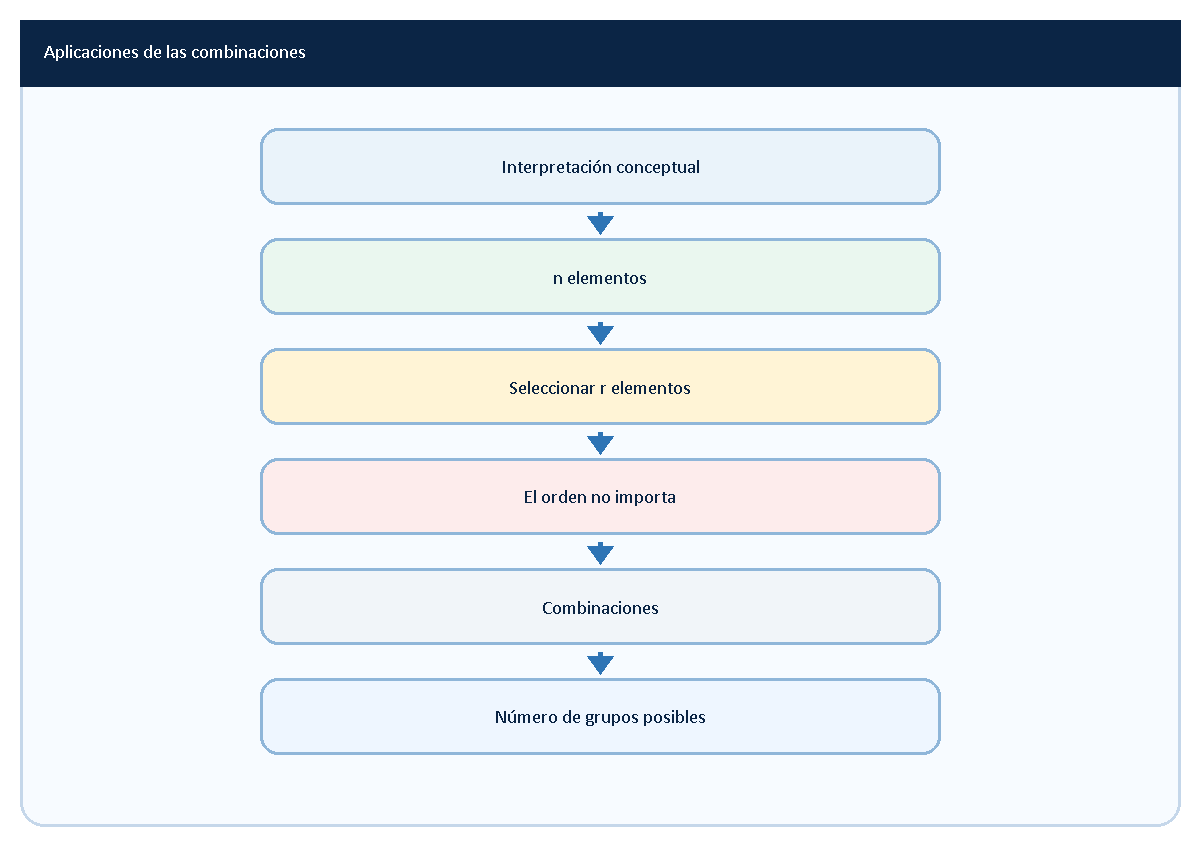 Aplicaciones de las combinaciones
Interpretación conceptual
n elementos
Seleccionar r elementos
El orden no importa
Combinaciones
Número de grupos posibles